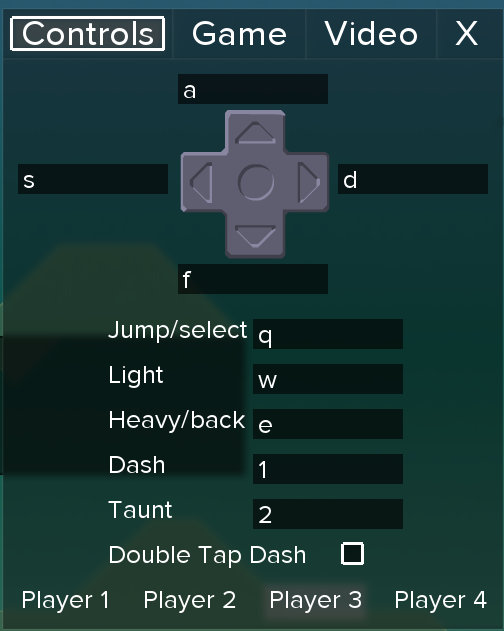 Controls Game Video X
a
s d
f
Jump/select q
Light w
Heavy/back e
Dash 1
Taunt 2
Double Tap Dash
Player 1 Player 2 Player 3 Player 4